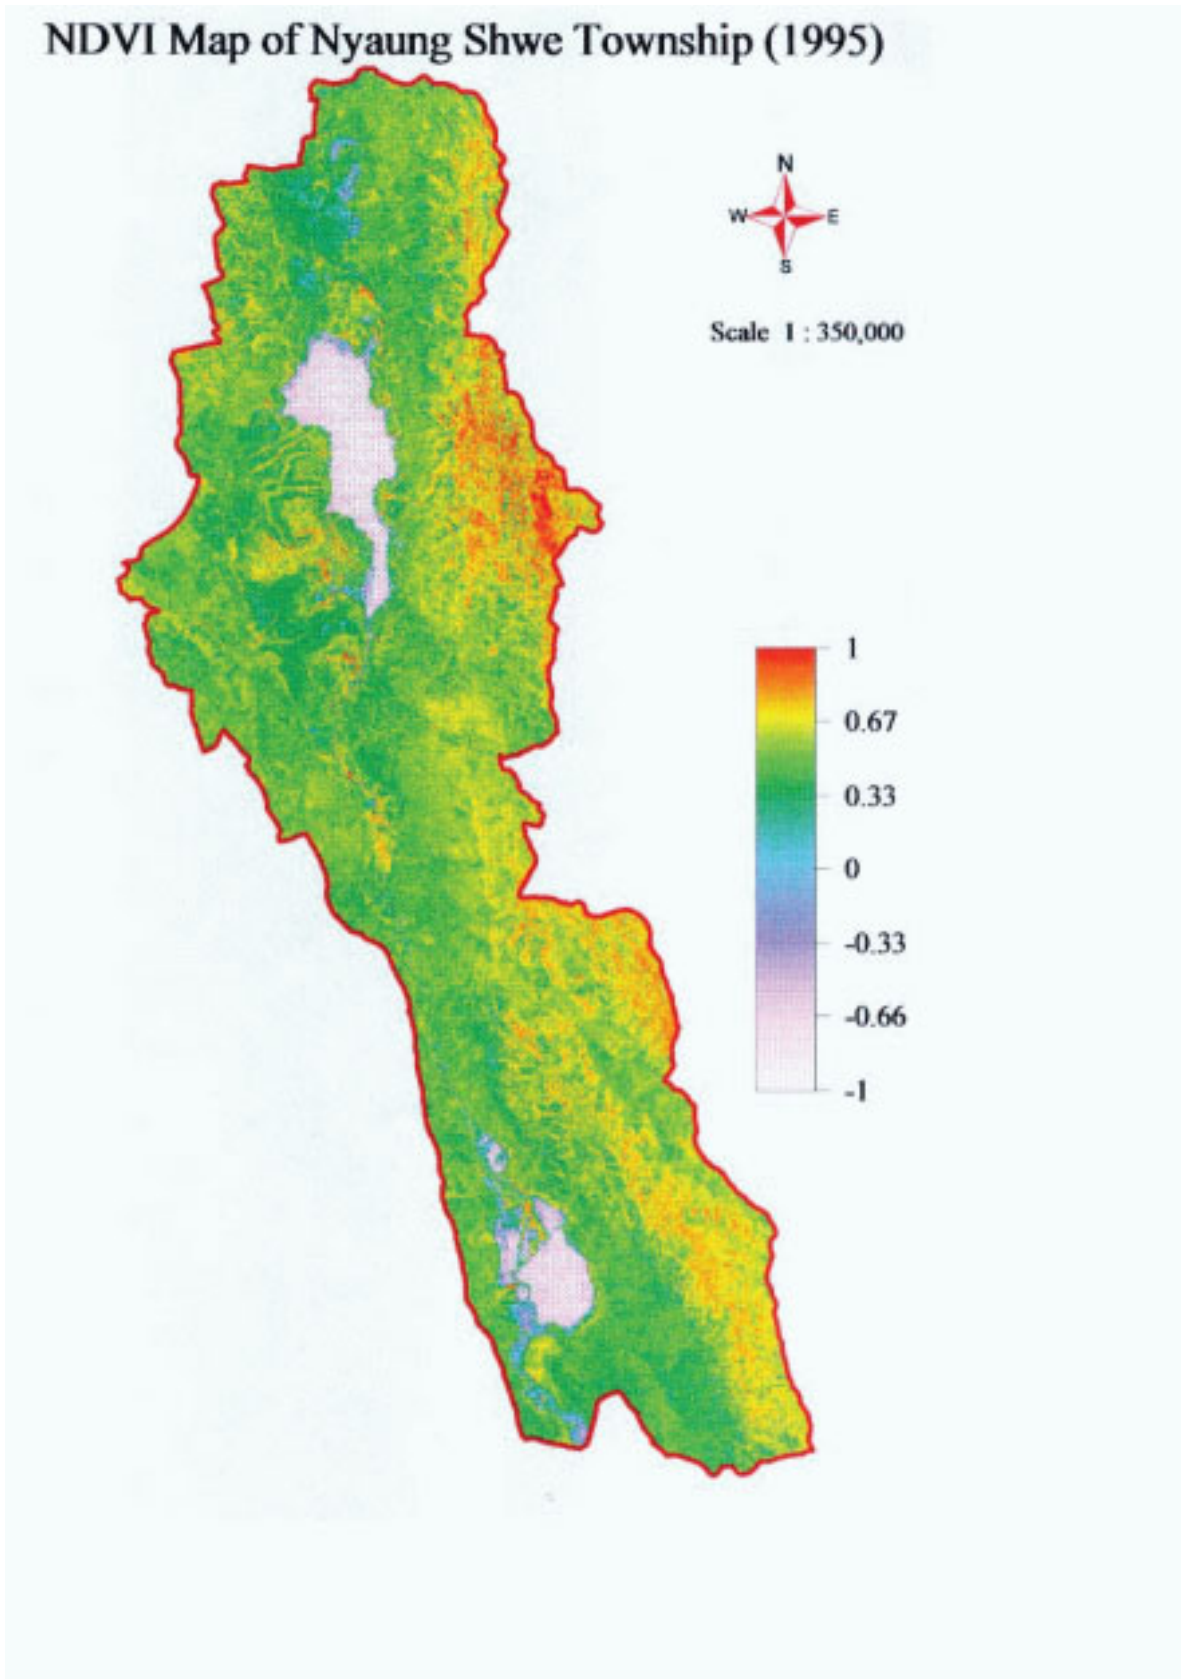 NDVI Map of Nyaung Shwe Township (1995)
N
W E
S
Scale 1 : 350,000
1
0.67
0.33
0
-0.33
-0.66
-1